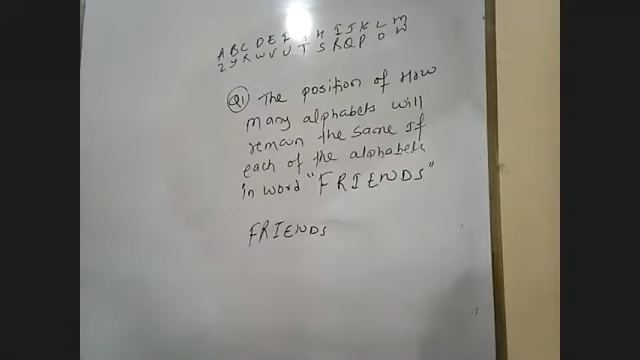 A B C D E F G H I J K L M
Z Y X W V U T S R Q P O N
Q1 The position of How
many alphabets will
remain the same If
each of the alphabets
in word "FRIENDS"
FRIENDS